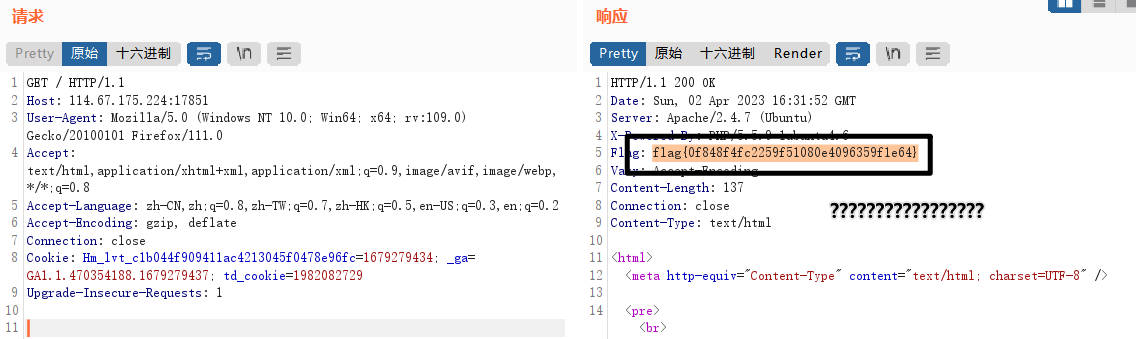 请求
Pretty 原始 十六进制 \n
1 GET / HTTP/1.1
2 Host: 114.67.175.224:17851
3 User-Agent: Mozilla/5.0 (Windows NT 10.0; Win64; x64; rv:109.0)
Gecko/20100101 Firefox/111.0
4 Accept:
text/html,application/xhtml+xml,application/xml;q=0.9,image/avif,image/webp,
*/*;q=0.8
5 Accept-Language: zh-CN,zh;q=0.8,zh-TW;q=0.7,zh-HK;q=0.5,en-US;q=0.3,en;q=0.2
6 Accept-Encoding: gzip, deflate
7 Connection: close
8 Cookie: Hm_lvt_c1b044f909411ac4213045f0478e96fc=1679279434; _ga=
GA1.1.470354188.1679279437; td_cookie=1982082729
9 Upgrade-Insecure-Requests: 1
10
11
响应
Pretty 原始 十六进制 Render \n
1 HTTP/1.1 200 OK
2 Date: Sun, 02 Apr 2023 16:31:52 GMT
3 Server: Apache/2.4.7 (Ubuntu)
4 X-Powered-By: PHP/5.5.9-1ubuntu4.6
5 Flag: flag{0f848f4fc2259f51080e4096359f1e64}
6 Vary: Accept-Encoding
7 Content-Length: 137
8 Connection: close
9 Content-Type: text/html
?????????????????
10
11 <html>
12 <meta http-equiv="Content-Type" content="text/html; charset=UTF-8" />
13
14 <pre>
<br>